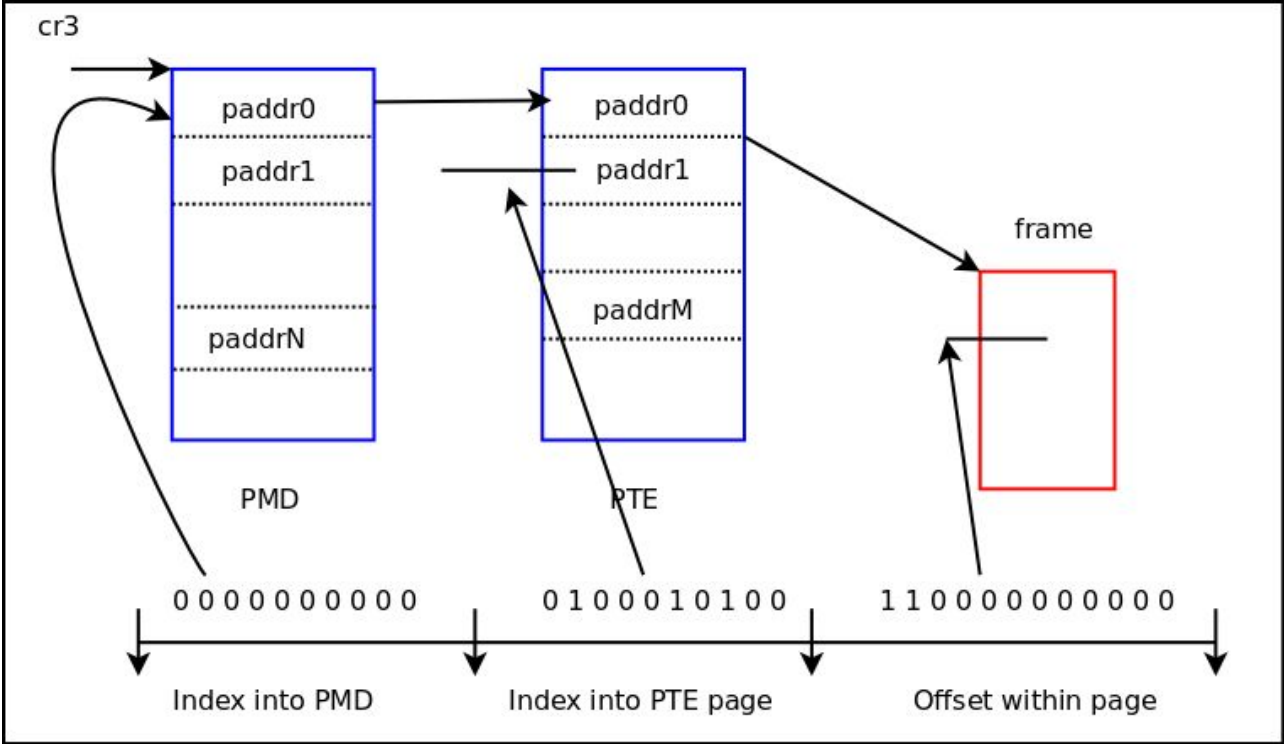 cr3
paddr0
paddr1
paddrN
PMD
paddr0
paddr1
paddrM
PTE
frame
0 0 0 0 0 0 0 0 0 0
0 1 0 0 0 1 0 1 0 0
1 1 0 0 0 0 0 0 0 0 0 0
Index into PMD
Index into PTE page
Offset within page